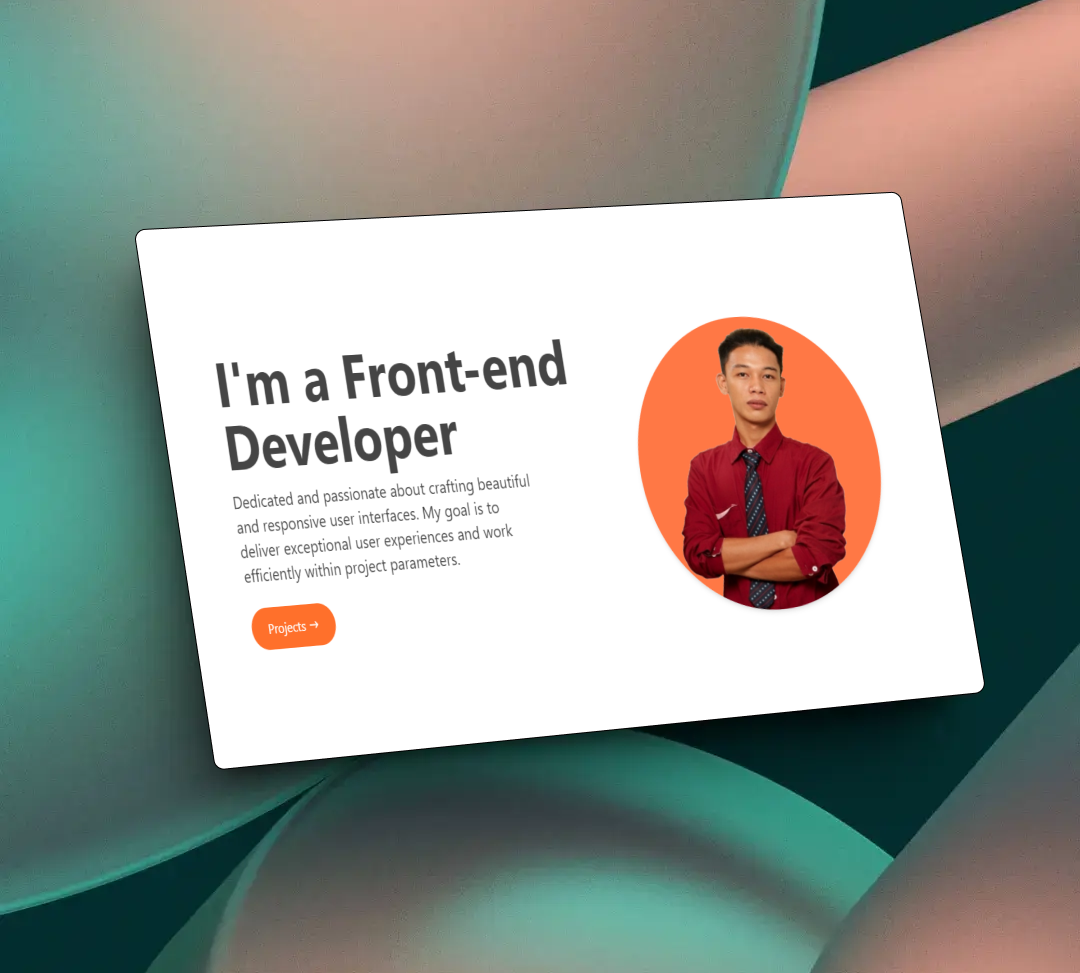 I'm a Front-end
Developer
Dedicated and passionate about crafting beautiful
and responsive user interfaces. My goal is to
deliver exceptional user experiences and work
efficiently within project parameters.
Projects →